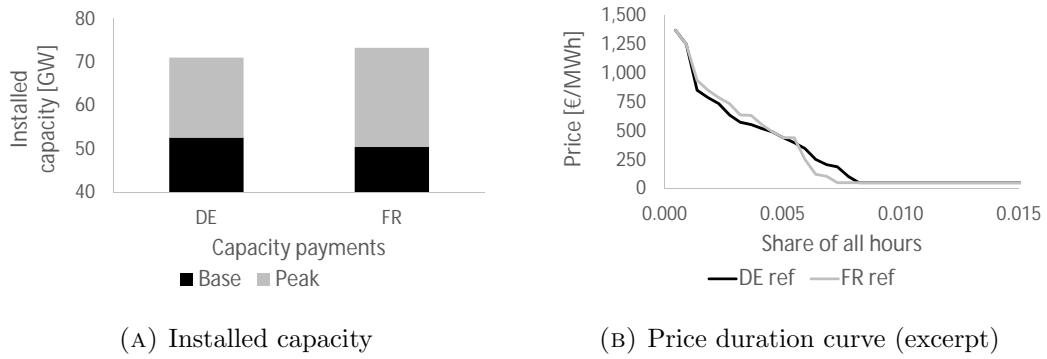 Installed
capacity [GW]
80
70
60
50
40
DE
FR
Capacity payments
Base
Peak
(A) Installed capacity
Price [€/MWh]
1,500
1,250
1,000
750
500
250
0
0.000
0.005
0.010
0.015
Share of all hours
DE ref
FR ref
(B) Price duration curve (excerpt)